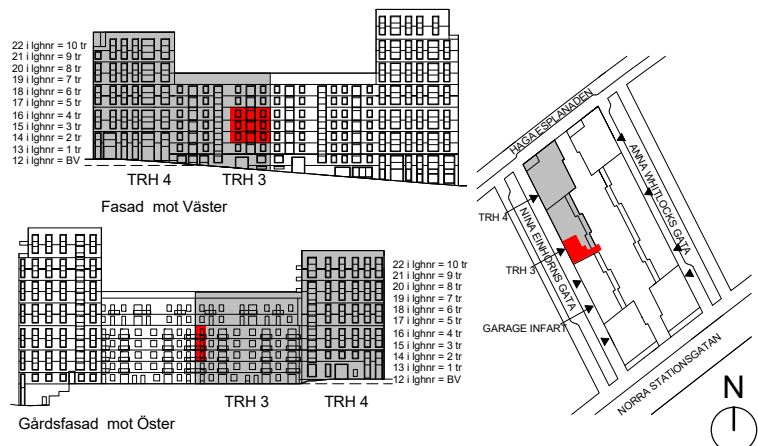 22 i lghnr = 10 tr
21 i lghnr = 9 tr
20 i lghnr = 8 tr
19 i lghnr = 7 tr
18 i lghnr = 6 tr
17 i lghnr = 5 tr
16 i lghnr = 4 tr
15 i lghnr = 3 tr
14 i lghnr = 2 tr
13 i lghnr = 1 tr
12 i lghnr = BV
TRH 4
TRH 3
Fasad mot Väster
22 i lghnr = 10 tr
21 i lghnr = 9 tr
20 i lghnr = 8 tr
19 i lghnr = 7 tr
18 i lghnr = 6 tr
17 i lghnr = 5 tr
16 i lghnr = 4 tr
15 i lghnr = 3 tr
14 i lghnr = 2 tr
13 i lghnr = 1 tr
12 i lghnr = BV
TRH 3
TRH 4
Gårdsfasad mot Öster
HAGA ESPLANADEN
ANNA WHITLOCKS GATA
TRH 4
NINA EINHORNS GATA
TRH 3
GARAGE INFART
NORRA STATIONSGATAN
N